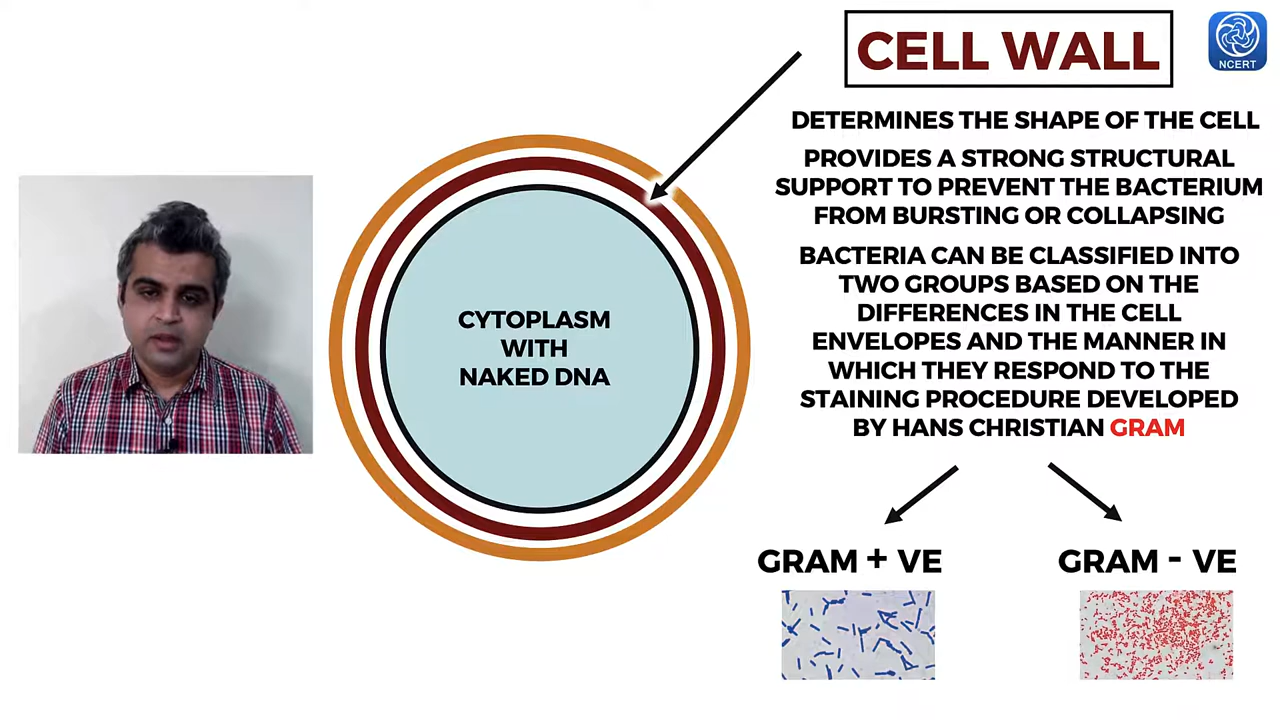 CELL WALL
NCERT
DETERMINES THE SHAPE OF THE CELL
PROVIDES A STRONG STRUCTURAL
SUPPORT TO PREVENT THE BACTERIUM
FROM BURSTING OR COLLAPSING
BACTERIA CAN BE CLASSIFIED INTO
TWO GROUPS BASED ON THE
DIFFERENCES IN THE CELL
ENVELOPES AND THE MANNER IN
WHICH THEY RESPOND TO THE
STAINING PROCEDURE DEVELOPED
BY HANS CHRISTIAN GRAM
CYTOPLASM
WITH
NAKED DNA
GRAM + VE
GRAM - VE